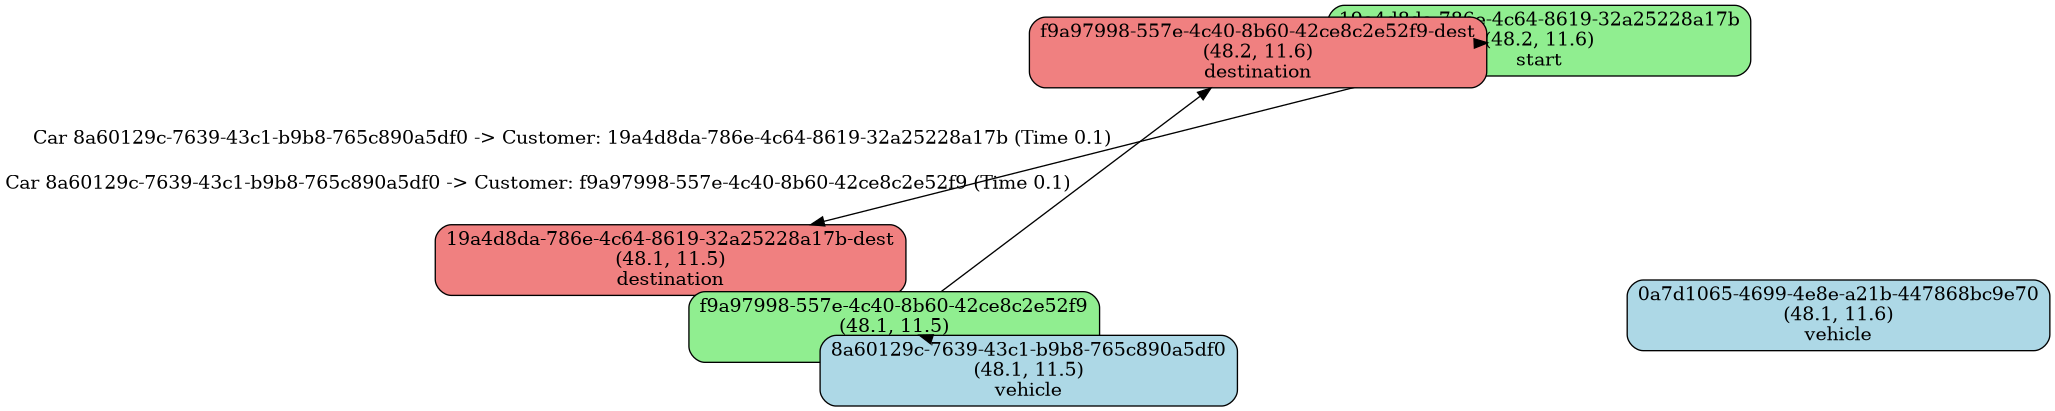 19a4d8da-786e-4c64-8619-32a25228a17b
(48.2, 11.6)
start
f9a97998-557e-4c40-8b60-42ce8c2e52f9-dest
(48.2, 11.6)
destination
Car 8a60129c-7639-43c1-b9b8-765c890a5df0 -> Customer: 19a4d8da-786e-4c64-8619-32a25228a17b (Time 0.1)
Car 8a60129c-7639-43c1-b9b8-765c890a5df0 -> Customer: f9a97998-557e-4c40-8b60-42ce8c2e52f9 (Time 0.1)
19a4d8da-786e-4c64-8619-32a25228a17b-dest
(48.1, 11.5)
destination
f9a97998-557e-4c40-8b60-42ce8c2e52f9
(48.1, 11.5)
8a60129c-7639-43c1-b9b8-765c890a5df0
(48.1, 11.5)
vehicle
0a7d1065-4699-4e8e-a21b-447868bc9e70
(48.1, 11.6)
vehicle